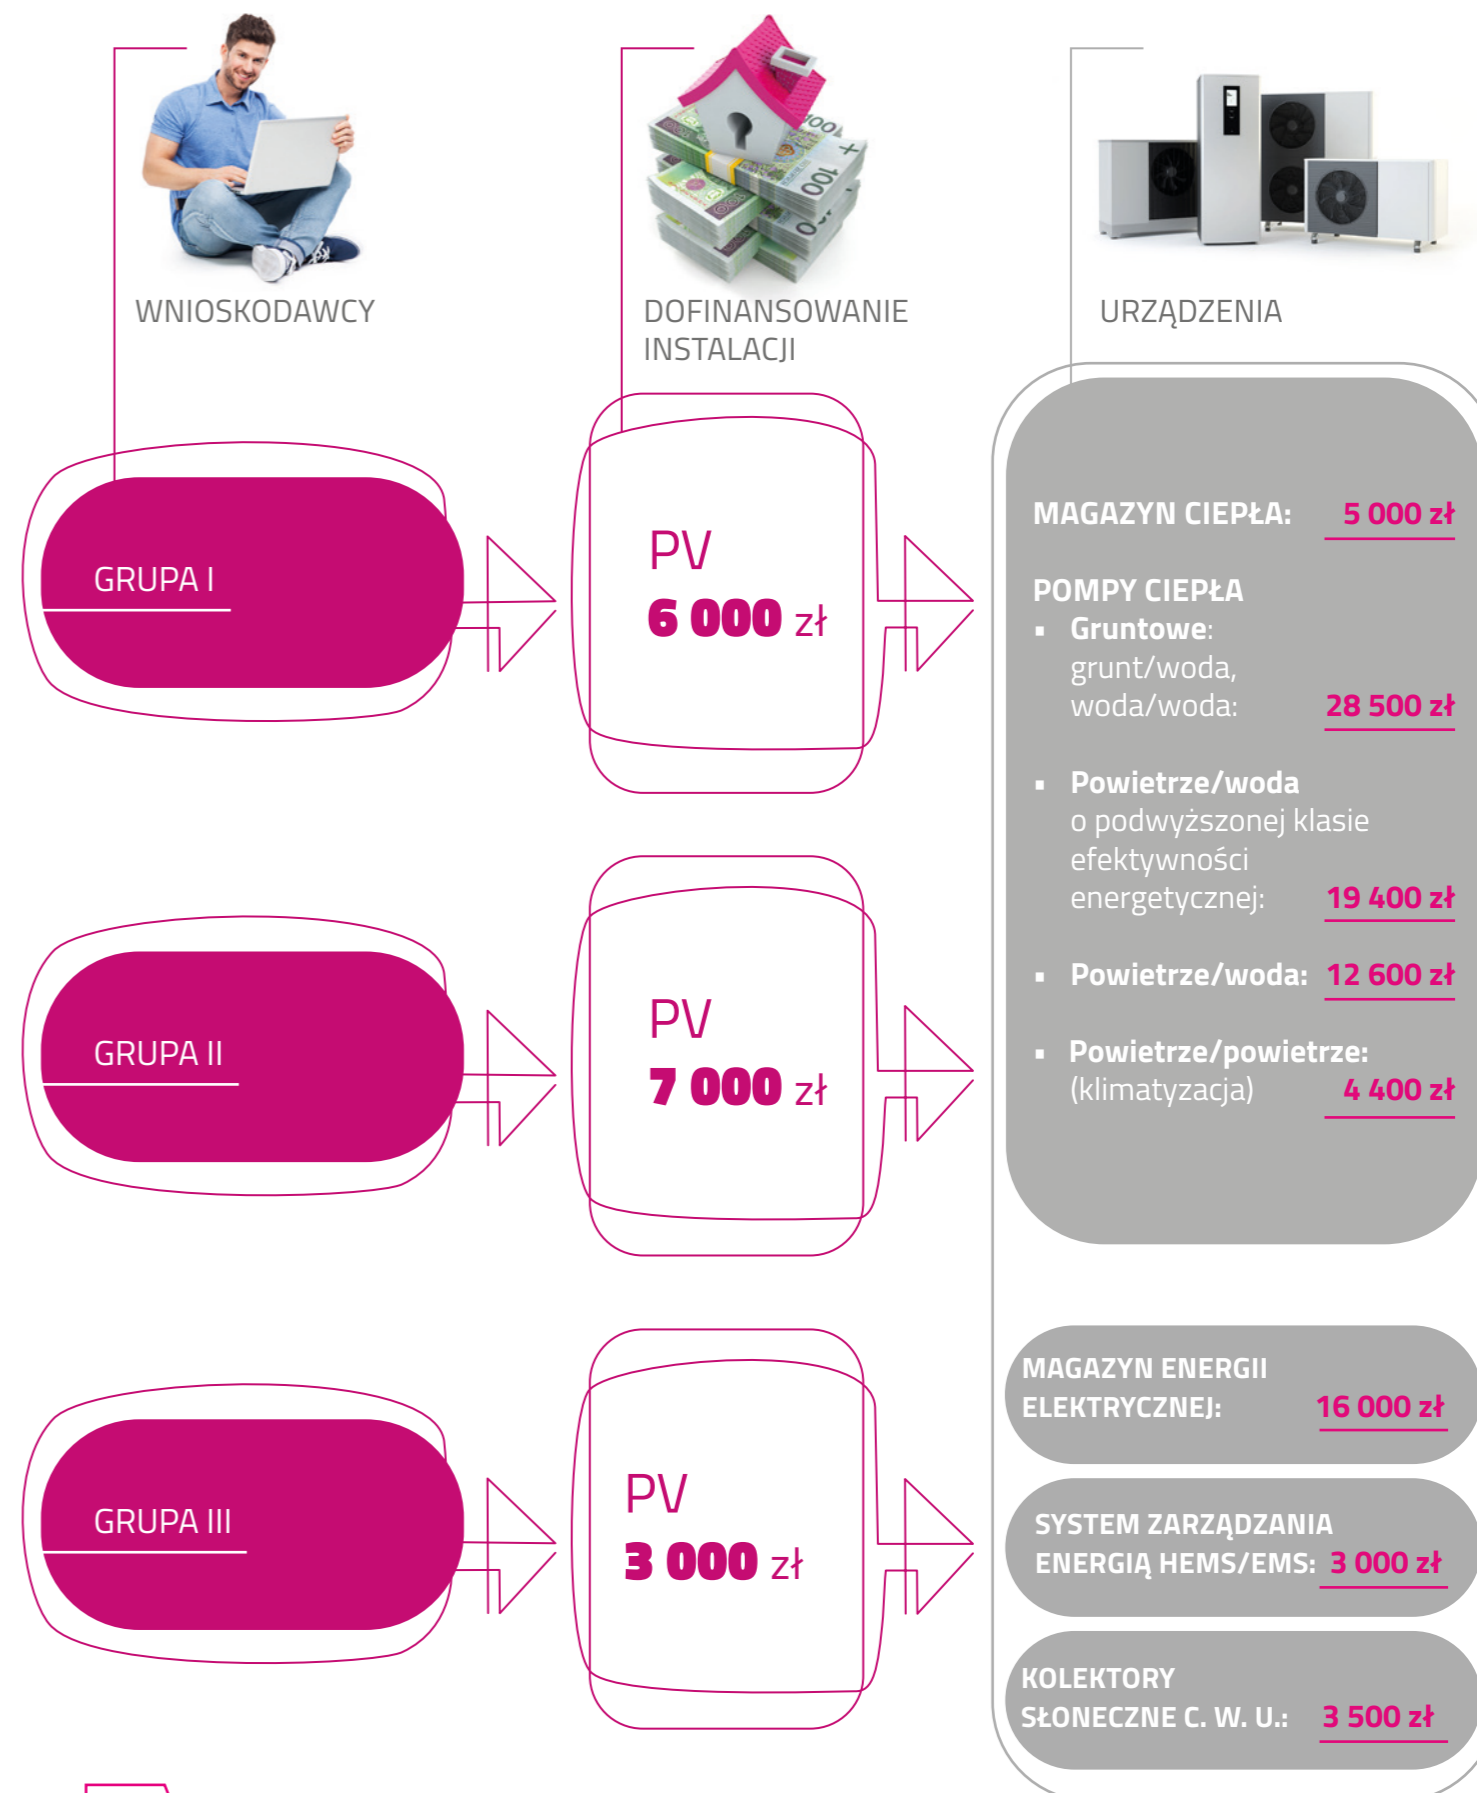 WNIOSKODAWCY
DOFINANSOWANIE
INSTALACJI
URZĄDZENIA
GRUPA I
PV
6 000 zł
GRUPA II
PV
7 000 zł
GRUPA III
PV
3 000 zł
MAGAZYN CIEPŁA: 5 000 zł
POMPY CIEPŁA
▪ Gruntowe:
grunt/woda,
woda/woda: 28 500 zł
▪ Powietrze/woda
o podwyższonej klasie
efektywności
energetycznej: 19 400 zł
▪ Powietrze/woda: 12 600 zł
▪ Powietrze/powietrze:
(klimatyzacja) 4 400 zł
MAGAZYN ENERGII
ELEKTRYCZNEJ: 16 000 zł
SYSTEM ZARZĄDZANIA
ENERGIĄ HEMS/EMS: 3 000 zł
KOLEKTORY
SŁONECZNE C. W. U.: 3 500 zł